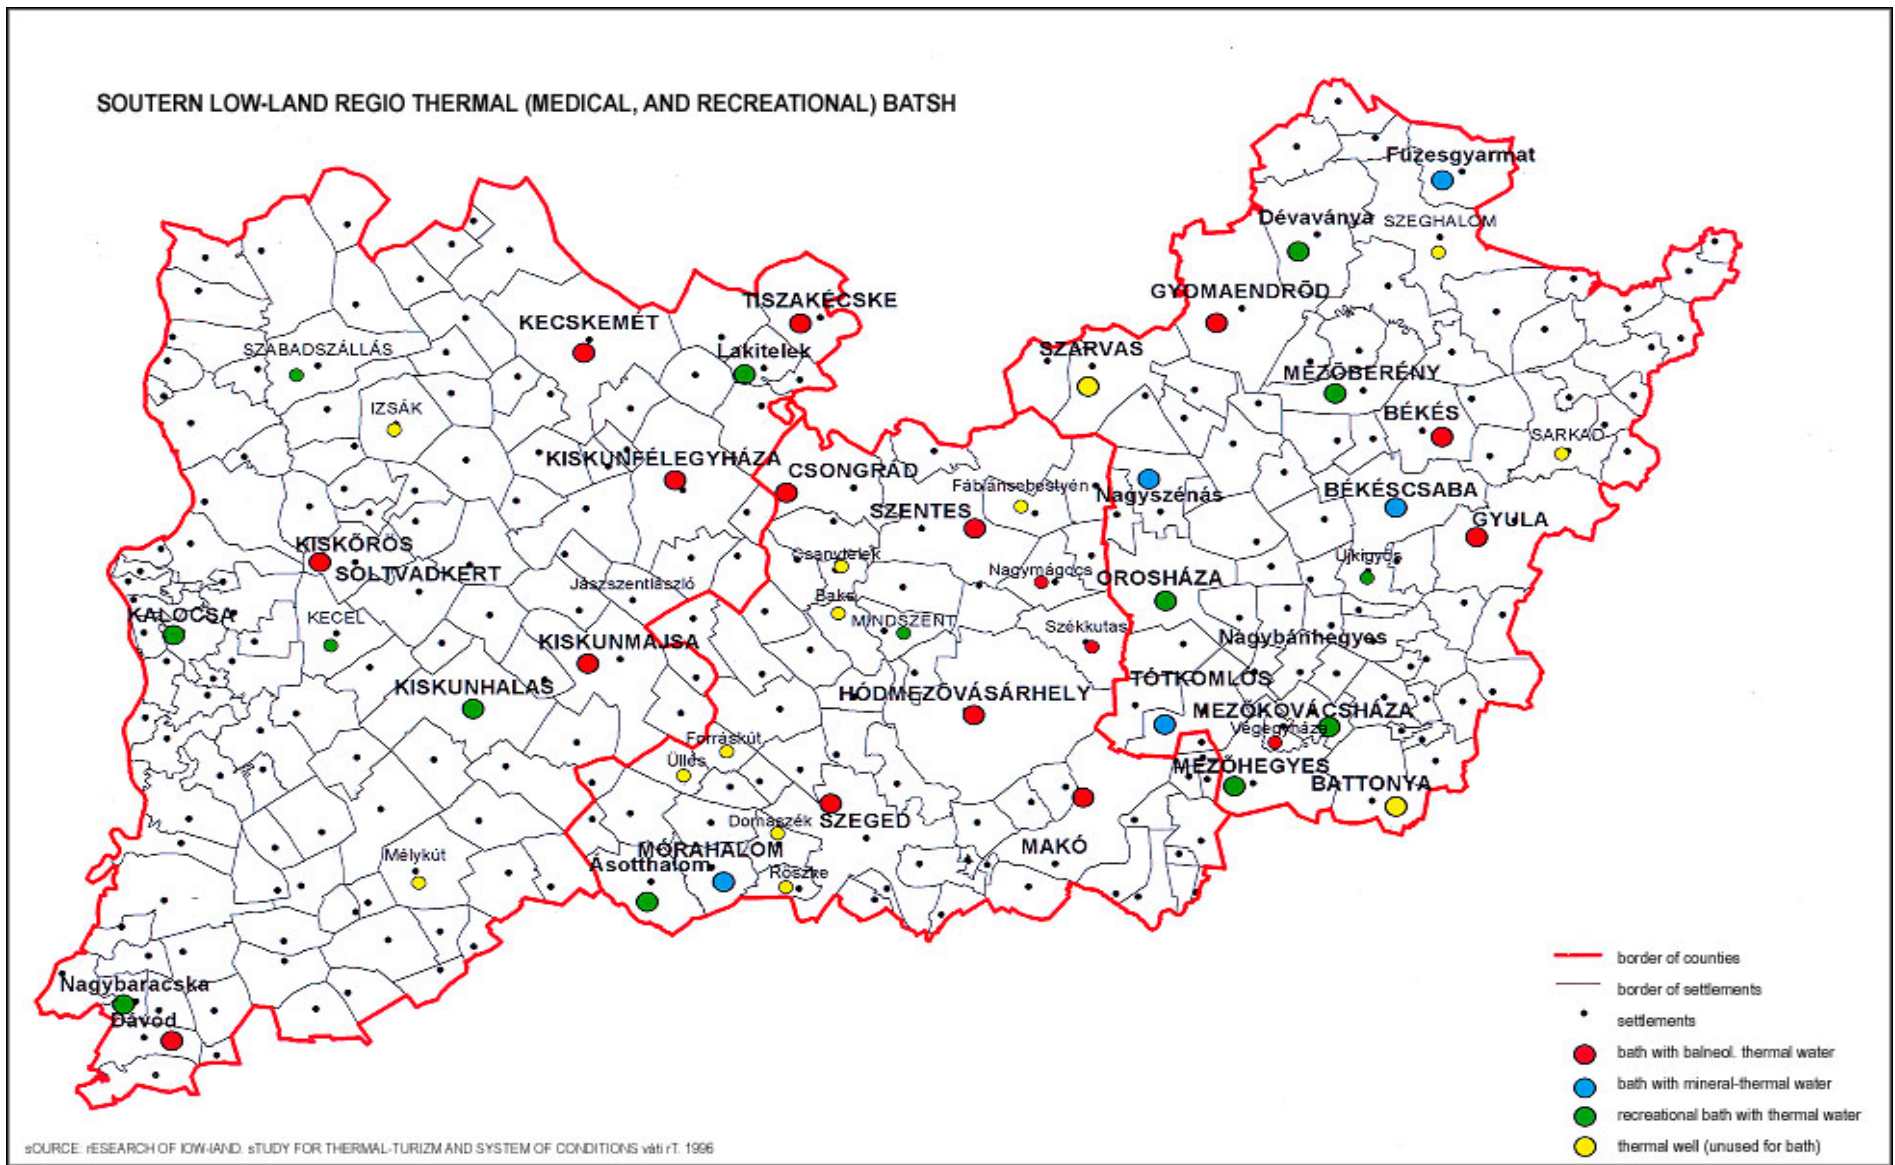 SOUTERN LOW-LAND REGIO THERMAL (MEDICAL, AND RECREATIONAL) BATSH
Füzesgyarmat
Dévaványa
SZEGHALOM
GYOMAENDRŐD
TISZAKÉCSKE
KECSKEMÉT
SZABADSZÁLLÁS
Lakitelek
SZARVAS
MEZŐBERÉNY
IZSÁK
BÉKÉS
SARKAD
KISKUNFÉLEGYHÁZA
CSONGRÁD
Fábiánsebestyén
Nagyszénás
BÉKÉSCSABA
SZENTES
GYULA
KISKŐRÖS
Csanytelek
Újkígyós
SOLTVADKERT
Jászszentlászló
Nagymágocs
OROSHÁZA
Baks
KALOCSA
KECEL
MINDSZENT
Székkutas
Nagybánhegyes
KISKUNMAJSA
TÓTKOMLÓS
KISKUNHALAS
HÓDMEZŐVÁSÁRHELY
MEZŐKOVÁCSHÁZA
Végegyháza
Forráskút
Üllés
MEZŐHEGYES
BATTONYA
Domaszék
SZEGED
MÓRAHALOM
MAKÓ
Mélykút
Ásotthalom
Röszke
Nagybaracska
Dávod
border of counties
border of settlements
settlements
bath with balneol. thermal water
bath with mineral-thermal water
recreational bath with thermal water
thermal well (unused for bath)
sOURCE: rESEARCH OF lOW-lAND. sTUDY FOR THERMAL-TURIZM AND SYSTEM OF CONDITIONS váti rT. 1996